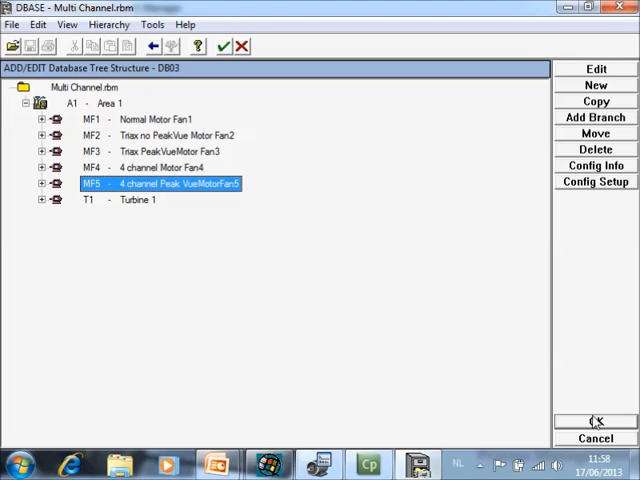 DBASE - Multi Channel.rbm
File Edit View Hierarchy Tools Help
ADD/EDIT Database Tree Structure - DB03
Multi Channel.rbm
A1 - Area 1
MF1 - Normal Motor Fan1
MF2 - Triax no PeakVue Motor Fan2
MF3 - Triax PeakVueMotor Fan3
MF4 - 4 channel Motor Fan4
MF5 - 4 channel Peak VueMotorFan5
T1 - Turbine 1
Edit
New
Copy
Add Branch
Move
Delete
Config Info
Config Setup
Cancel
Cp
NL
11:58
17/06/2013